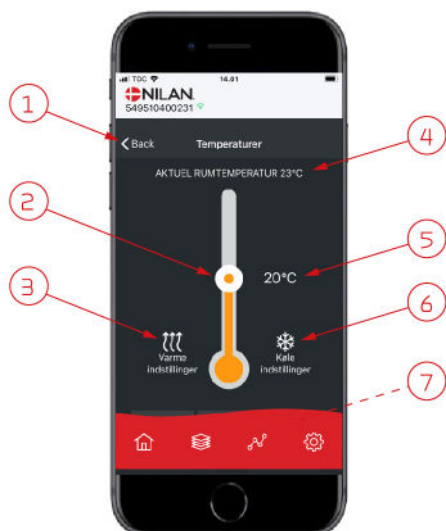 TDC 14.01
NILAN
549510400231
1
Back Temperaturer
4
AKTUEL RUMTEMPERATUR 23°C
2
20°C
5
3
6
Varme
indstillinger
Køle
indstillinger
7